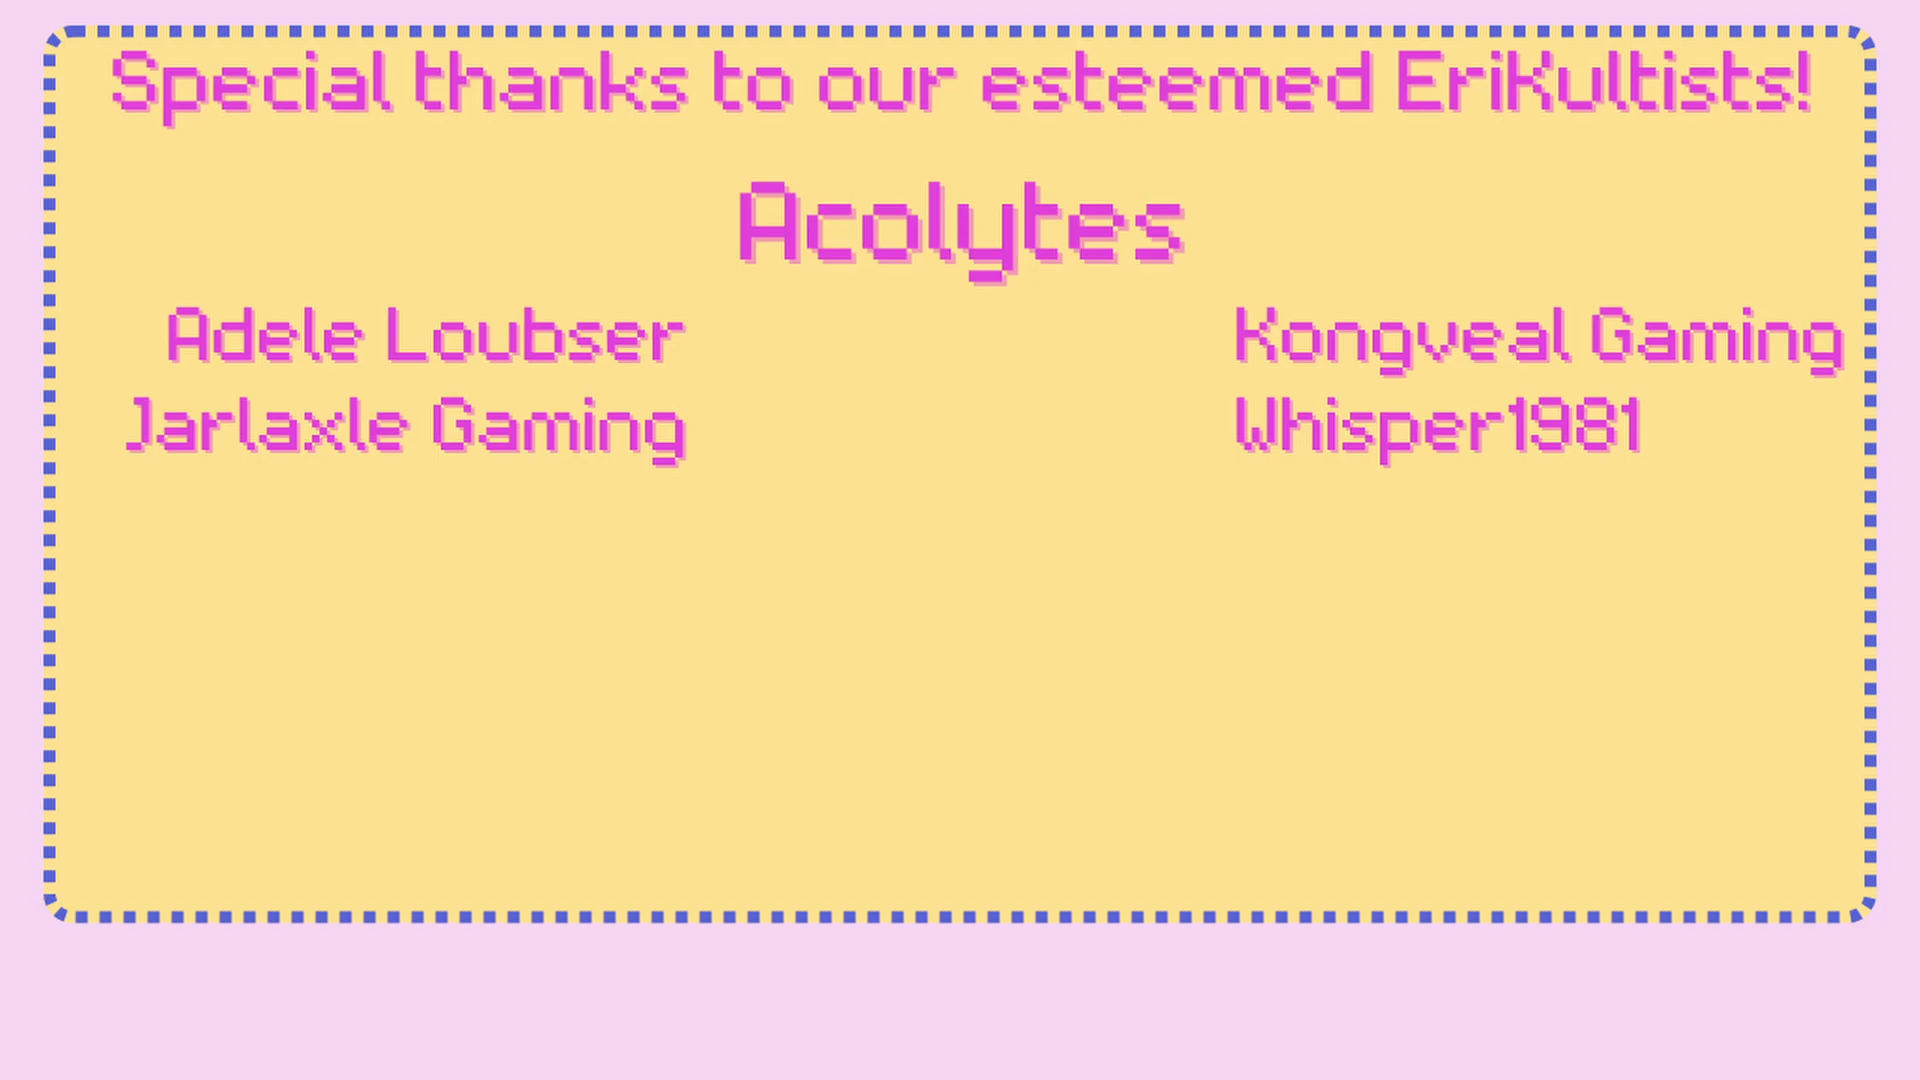 Special thanks to our esteemed EriKultists!
Acolytes
Adele Loubser
Kongveal Gaming
Jarlaxle Gaming
Whisper1981